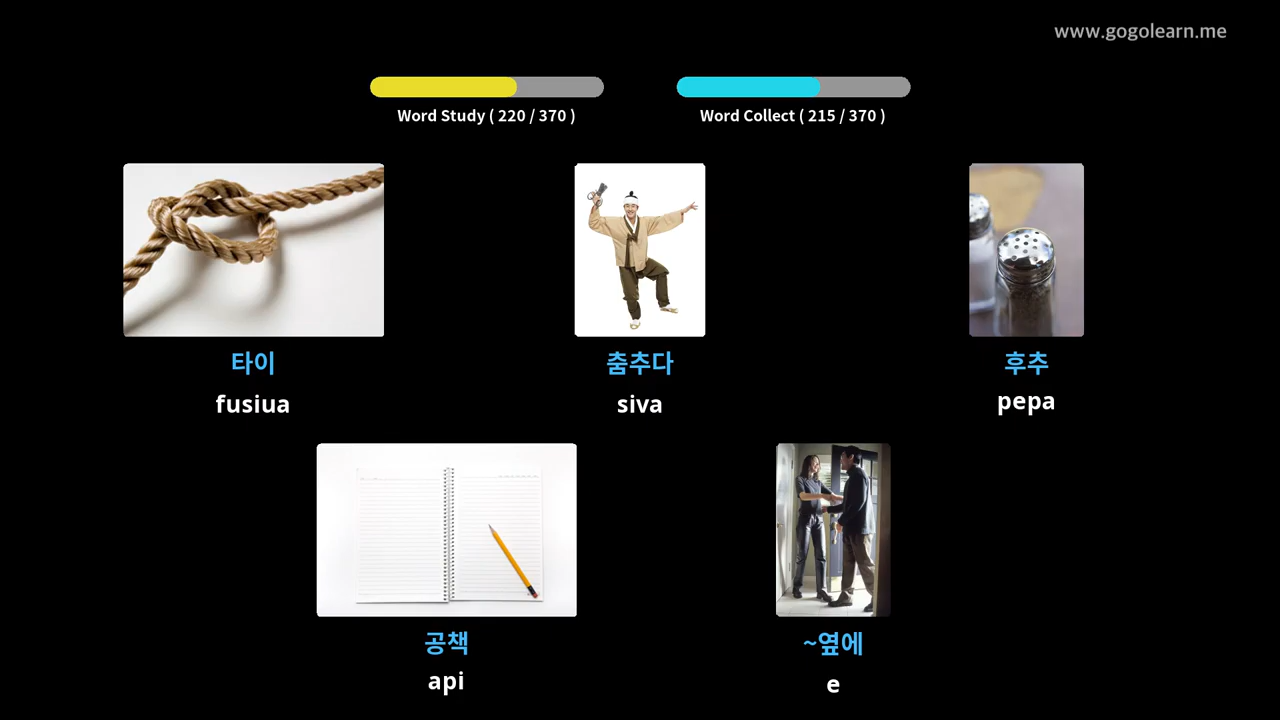 www.gogolearn.me
Word Study ( 220 / 370 )
Word Collect ( 215 / 370 )
타이
fusiua
춤추다
siva
후추
pepa
공책
api
~옆에
e